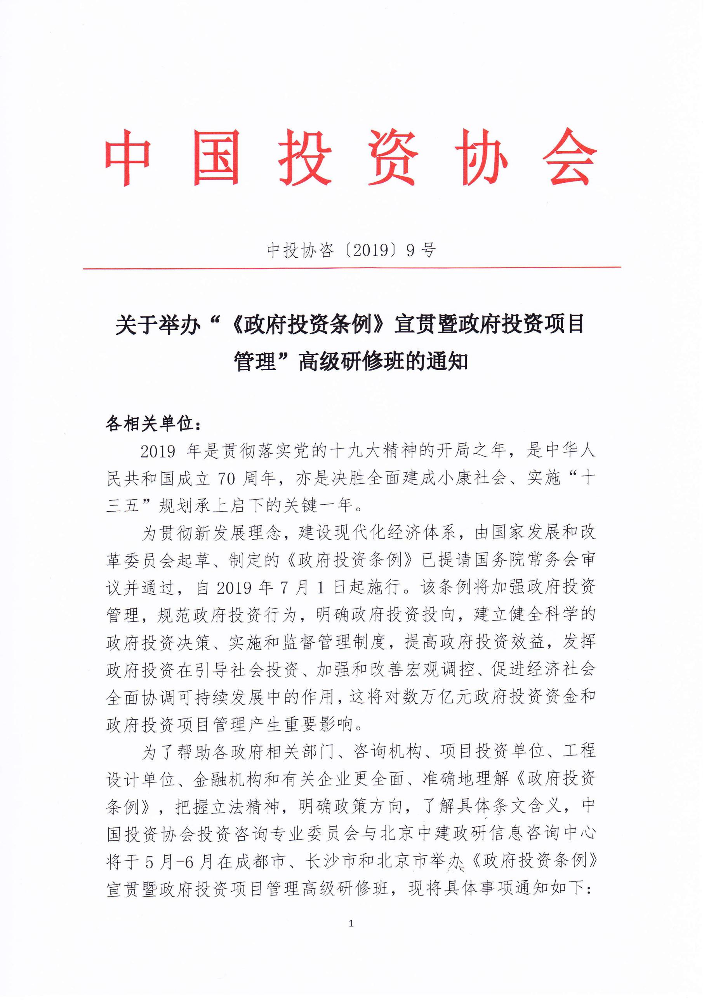 中国投资协会
中投协咨〔2019〕9号
关于举办“《政府投资条例》宣贯暨政府投资项目
管理”高级研修班的通知
各相关单位：
2019 年是贯彻落实党的十九大精神的开局之年，是中华人
民共和国成立 70 周年，亦是决胜全面建成小康社会、实施“十
三五”规划承上启下的关键一年。
为贯彻新发展理念，建设现代化经济体系，由国家发展和改
革委员会起草、制定的《政府投资条例》已提请国务院常务会审
议并通过，自 2019 年 7 月 1 日起施行。该条例将加强政府投资
管理，规范政府投资行为，明确政府投资投向，建立健全科学的
政府投资决策、实施和监督管理制度，提高政府投资效益，发挥
政府投资在引导社会投资、加强和改善宏观调控、促进经济社会
全面协调可持续发展中的作用，这将对数万亿元政府投资资金和
政府投资项目管理产生重要影响。
为了帮助各政府相关部门、咨询机构、项目投资单位、工程
设计单位、金融机构和有关企业更全面、准确地理解《政府投资
条例》，把握立法精神，明确政策方向，了解具体条文含义，中
国投资协会投资咨询专业委员会与北京中建政研信息咨询中心
将于 5 月-6 月在成都市、长沙市和北京市举办《政府投资条例》
宣贯暨政府投资项目管理高级研修班，现将具体事项通知如下：
1